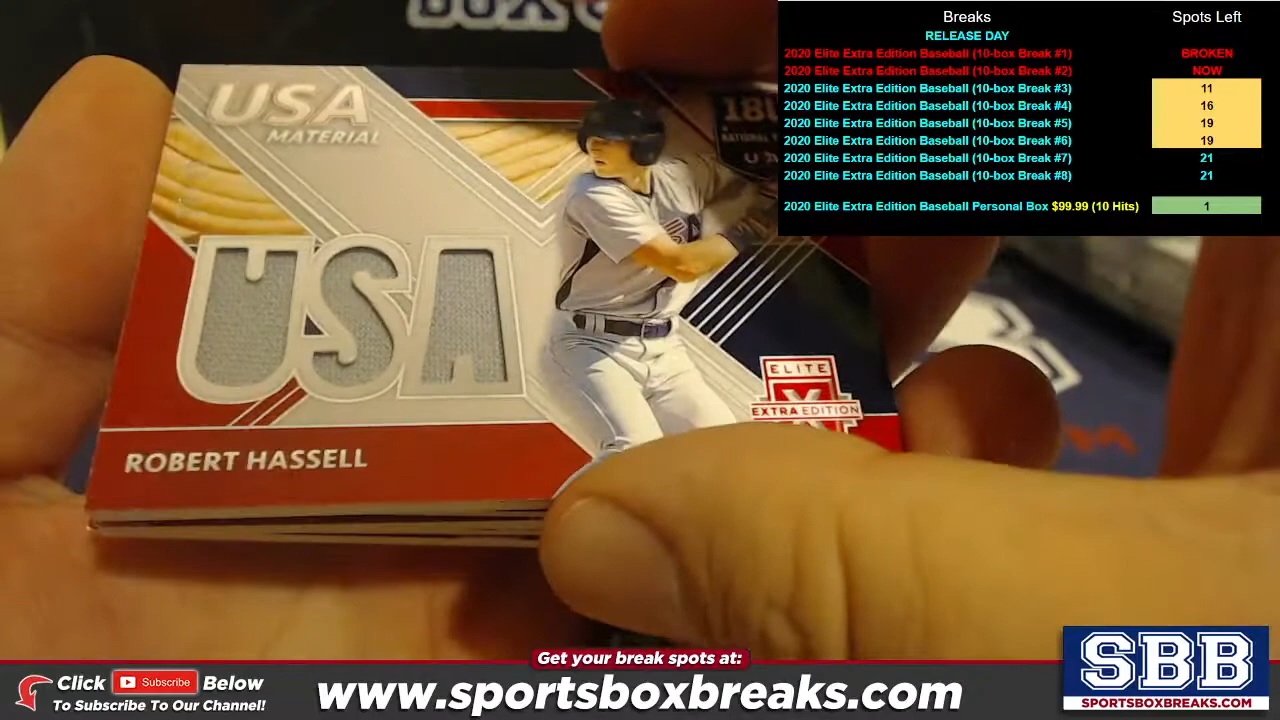 Breaks Spots Left
RELEASE DAY
2020 Elite Extra Edition Baseball (10-box Break #1) BROKEN
2020 Elite Extra Edition Baseball (10-box Break #2) NOW
2020 Elite Extra Edition Baseball (10-box Break #3) 11
2020 Elite Extra Edition Baseball (10-box Break #4) 16
2020 Elite Extra Edition Baseball (10-box Break #5) 19
2020 Elite Extra Edition Baseball (10-box Break #6) 19
2020 Elite Extra Edition Baseball (10-box Break #7) 21
2020 Elite Extra Edition Baseball (10-box Break #8) 21
2020 Elite Extra Edition Baseball Personal Box $99.99 (10 Hits) 1
USA
MATERIAL
18U
USA
ELITE
EXTRA EDITION
ROBERT HASSELL
Get your break spots at:
Click Subscribe Below
To Subscribe To Our Channel!
www.sportsboxbreaks.com
SBB
SPORTSBOXBREAKS.COM